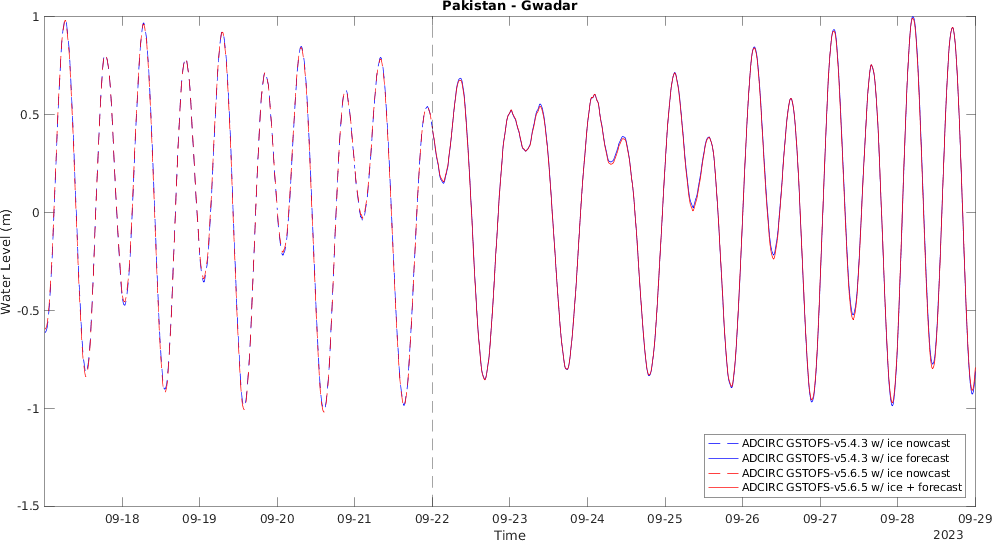 Pakistan - Gwadar
Water Level (m)
1
0.5
0
-0.5
-1
-1.5
ADCIRC GSTOFS-v5.4.3 w/ ice nowcast
ADCIRC GSTOFS-v5.4.3 w/ ice forecast
ADCIRC GSTOFS-v5.6.5 w/ ice nowcast
ADCIRC GSTOFS-v5.6.5 w/ ice + forecast
09-18 09-19 09-20 09-21 09-22 09-23 09-24 09-25 09-26 09-27 09-28 09-29
Time
2023